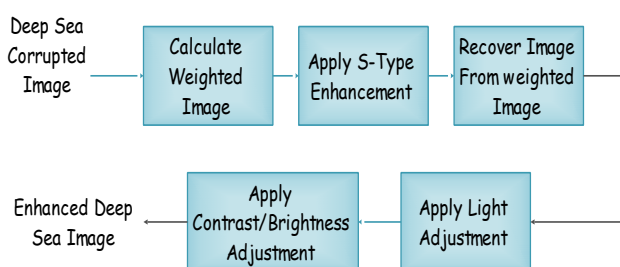 Deep Sea
Corrupted
Image
Calculate
Weighted
Image
Apply S-Type
Enhancement
Recover Image
From weighted
Image
Apply Light
Adjustment
Apply
Contrast/Brightness
Adjustment
Enhanced Deep
Sea Image